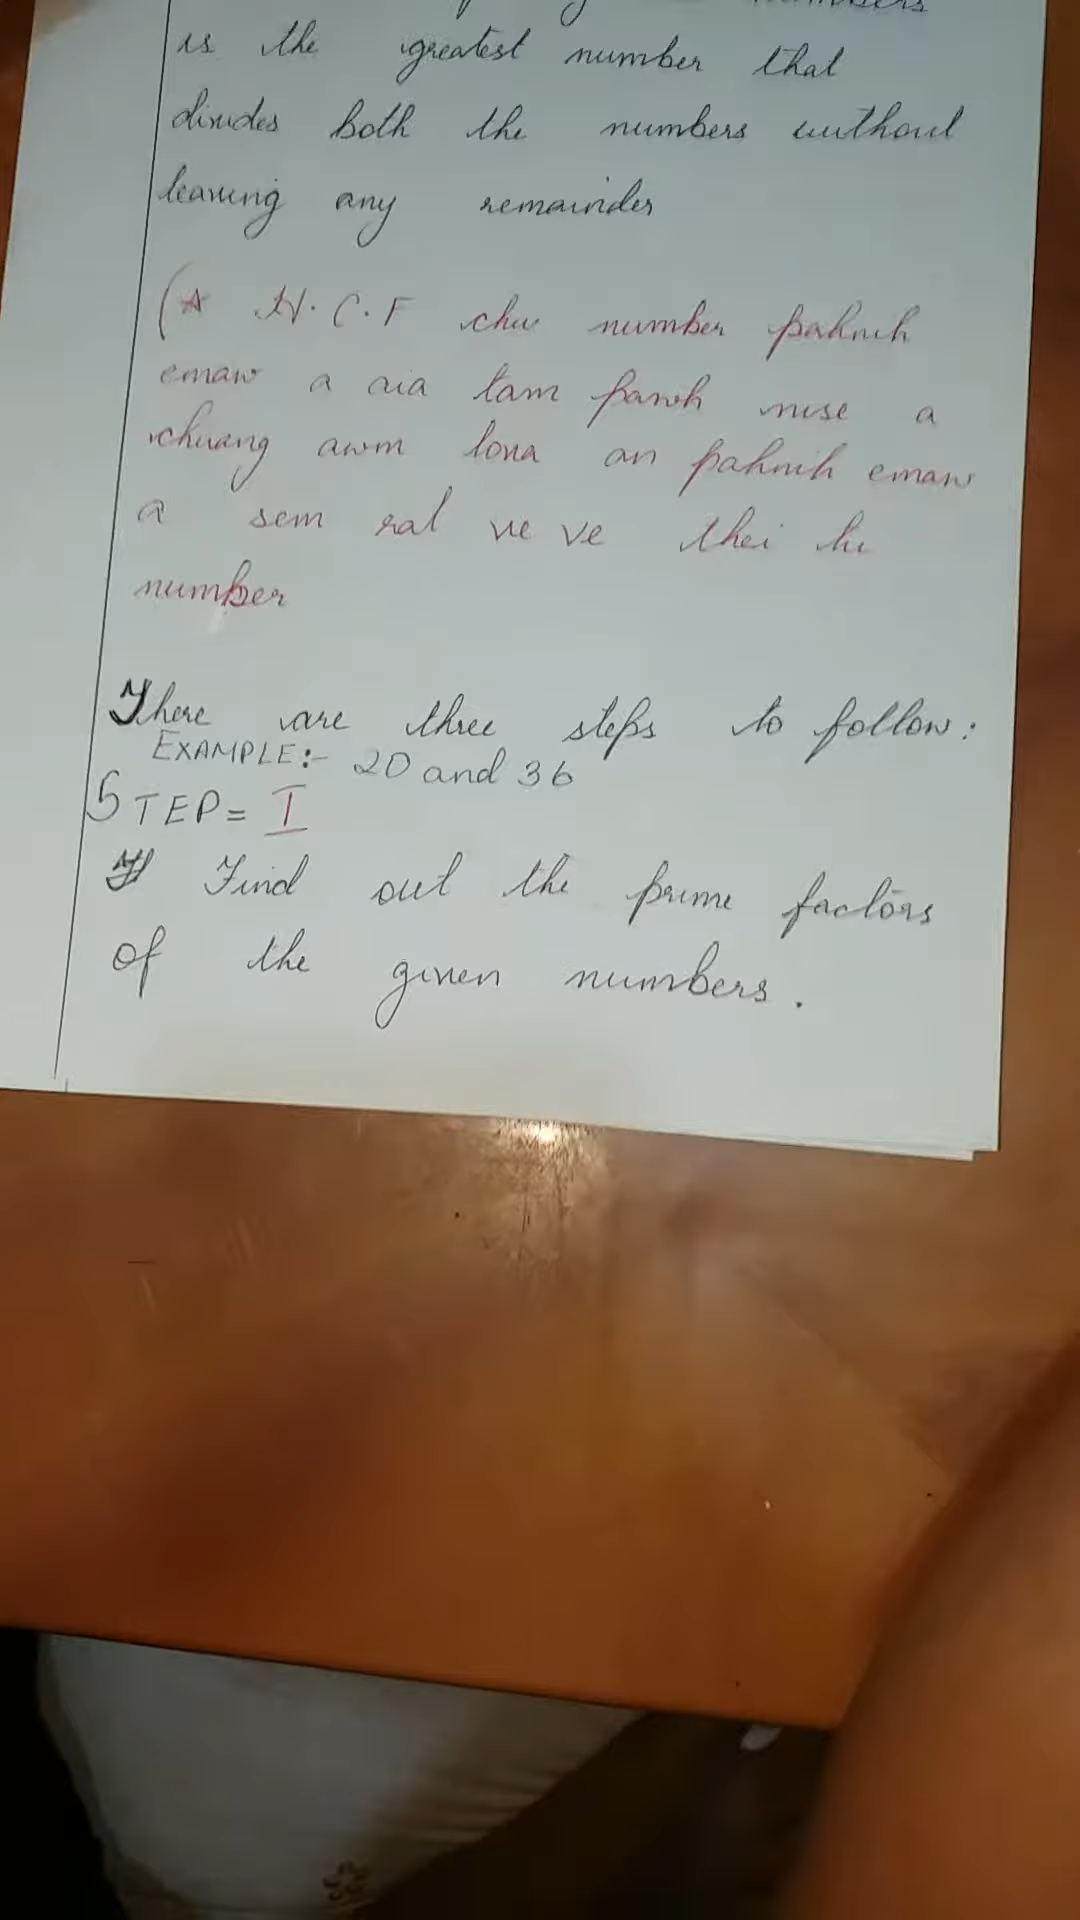 numbers
is the greatest number that
divides both the numbers without
leaving any remainder
(* H.C.F chu number pahnih
emaw a aia tam pawh nise a
chuang awm lova an pahnih emaw
a sem ral ve ve thei hi
number
There are three steps to follow:
EXAMPLE:- 20 and 36
STEP= I
Find out the prime factors
of the given numbers.